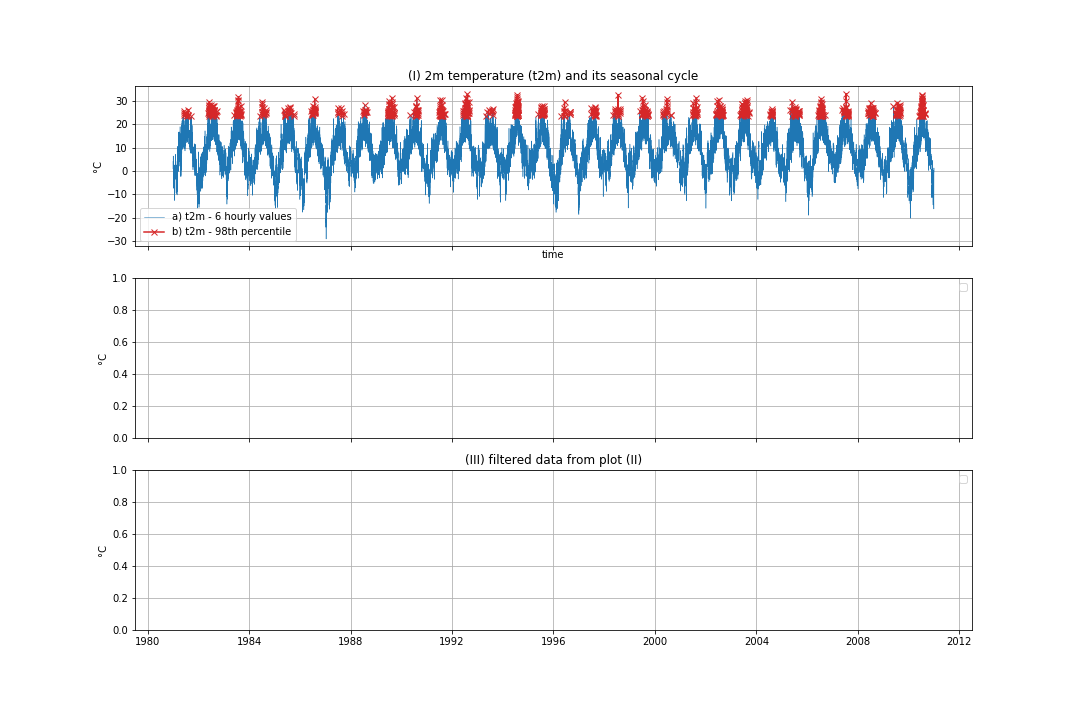 (I) 2m temperature (t2m) and its seasonal cycle
30
20
10
0
−10
−20
−30
°C
a) t2m - 6 hourly values
b) t2m - 98th percentile
time
1.0
0.8
0.6
0.4
0.2
0.0
°C
(III) filtered data from plot (II)
1.0
0.8
0.6
0.4
0.2
0.0
°C
1980 1984 1988 1992 1996 2000 2004 2008 2012